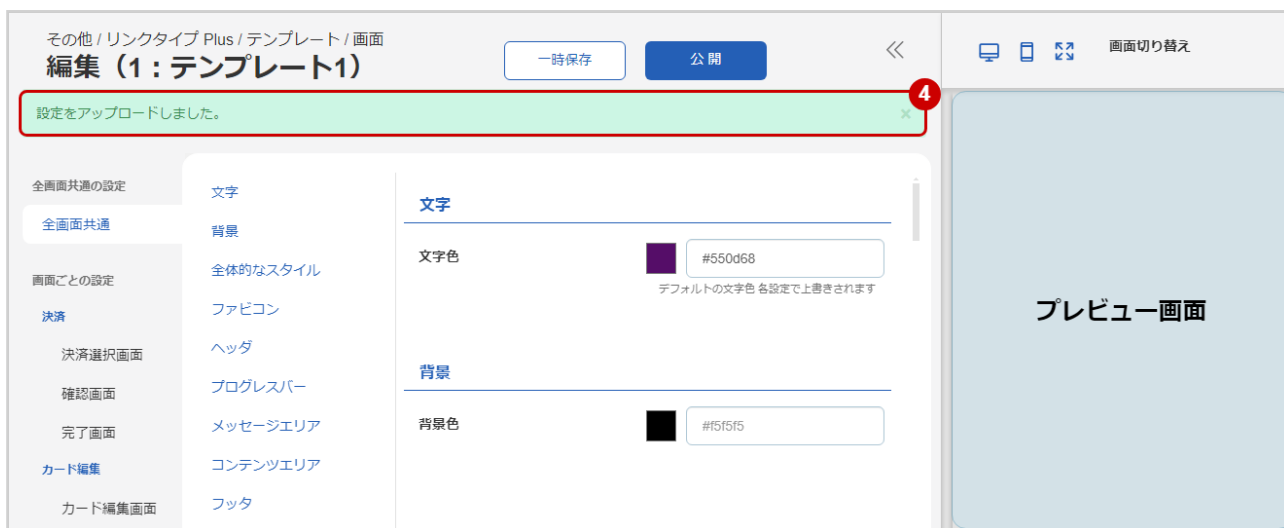 その他 / リンクタイプ Plus / テンプレート / 画面
編集（1：テンプレート1）
一時保存
公開
画面切り替え
4
設定をアップロードしました。
×
全画面共通の設定
全画面共通
画面ごとの設定
決済
決済選択画面
確認画面
完了画面
カード編集
カード編集画面
文字
背景
全体的なスタイル
ファビコン
ヘッダ
プログレスバー
メッセージエリア
コンテンツエリア
フッタ
文字
文字色
#550d68
デフォルトの文字色 各設定で上書きされます
背景
背景色
#f5f5f5
プレビュー画面